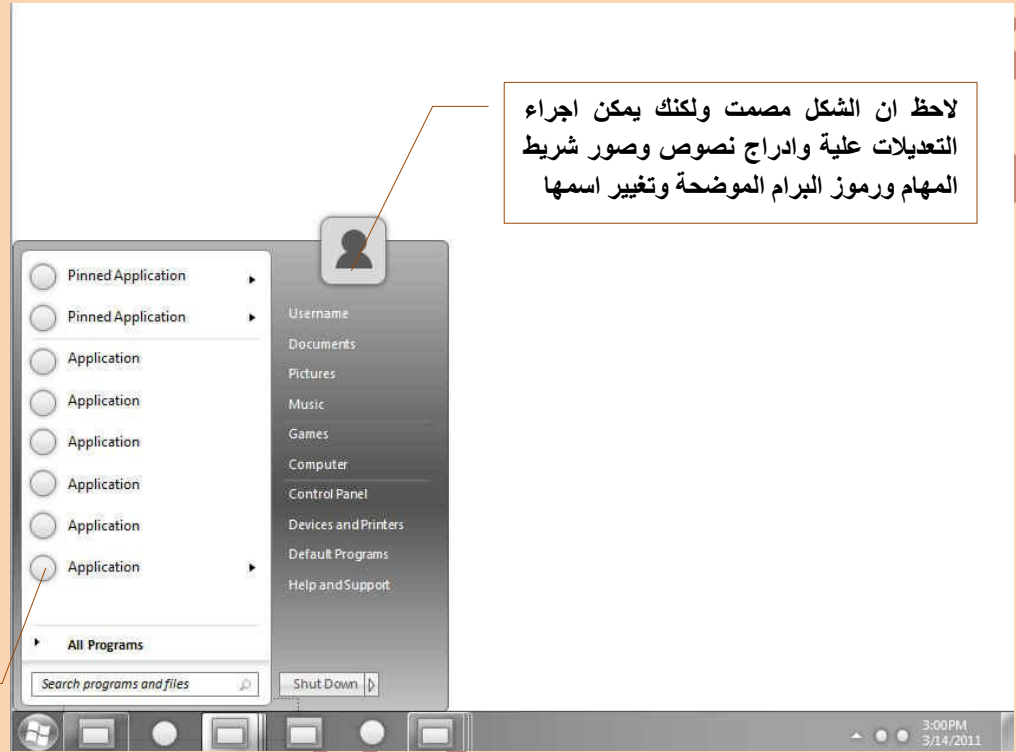 لاحظ ان الشكل مصمت ولكنك يمكن اجراء
التعديلات علية وادراج نصوص وصور شريط
المهام ورموز البرام الموضحة وتغيير اسمها
Pinned Application
Pinned Application
Application
Application
Application
Application
Application
Application
All Programs
Search programs and files
Username
Documents
Pictures
Music
Games
Computer
Control Panel
Devices and Printers
Default Programs
Help and Support
Shut Down
3:00PM
3/14/2011